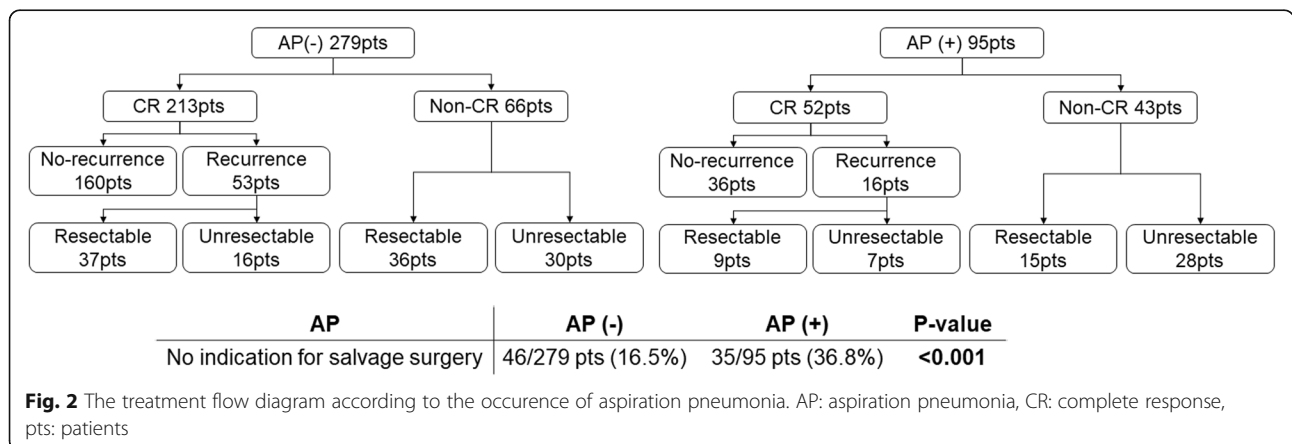 AP(-) 279pts
AP (+) 95pts
CR 213pts
Non-CR 66pts
CR 52pts
Non-CR 43pts
No-recurrence
160pts
Recurrence
53pts
No-recurrence
36pts
Recurrence
16pts
Resectable
37pts
Unresectable
16pts
Resectable
36pts
Unresectable
30pts
Resectable
9pts
Unresectable
7pts
Resectable
15pts
Unresectable
28pts
AP AP (-) AP (+) P-value
No indication for salvage surgery 46/279 pts (16.5%) 35/95 pts (36.8%) <0.001
Fig. 2 The treatment flow diagram according to the occurence of aspiration pneumonia. AP: aspiration pneumonia, CR: complete response,
pts: patients